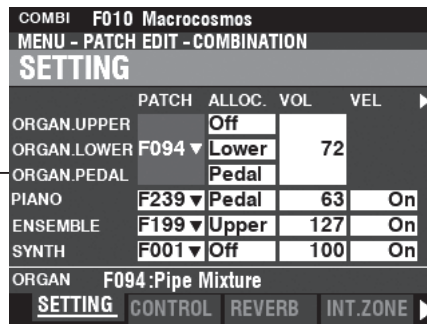 COMBI F010 Macrocosmos
MENU - PATCH EDIT - COMBINATION
SETTING
PATCH ALLOC. VOL VEL ▶
ORGAN.UPPER Off
ORGAN.LOWER F094 ▼ Lower 72
ORGAN.PEDAL Pedal
PIANO F239 ▼ Pedal 63 On
ENSEMBLE F199 ▼ Upper 127 On
SYNTH F001 ▼ Off 100 On
ORGAN F094:Pipe Mixture
SETTING CONTROL REVERB INT.ZONE ▶